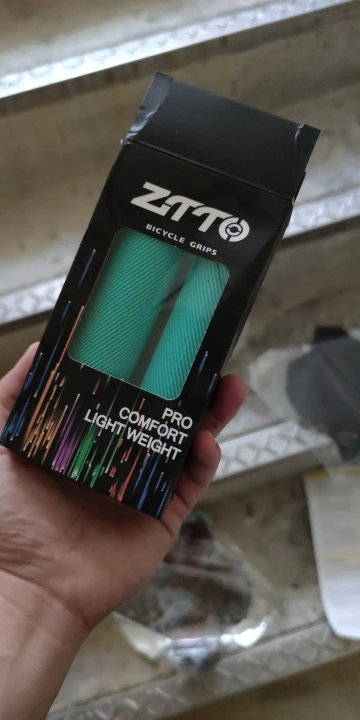 ZTTO
BICYCLE GRIPS
PRO
COMFORT
LIGHT WEIGHT